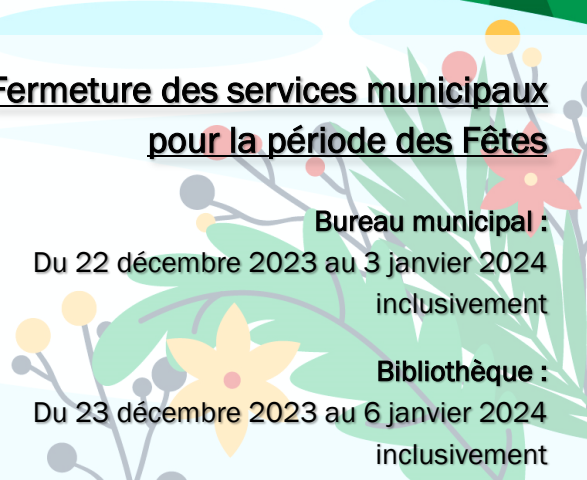 Fermeture des services municipaux
pour la période des Fêtes
Bureau municipal :
Du 22 décembre 2023 au 3 janvier 2024
inclusivement
Bibliothèque :
Du 23 décembre 2023 au 6 janvier 2024
inclusivement